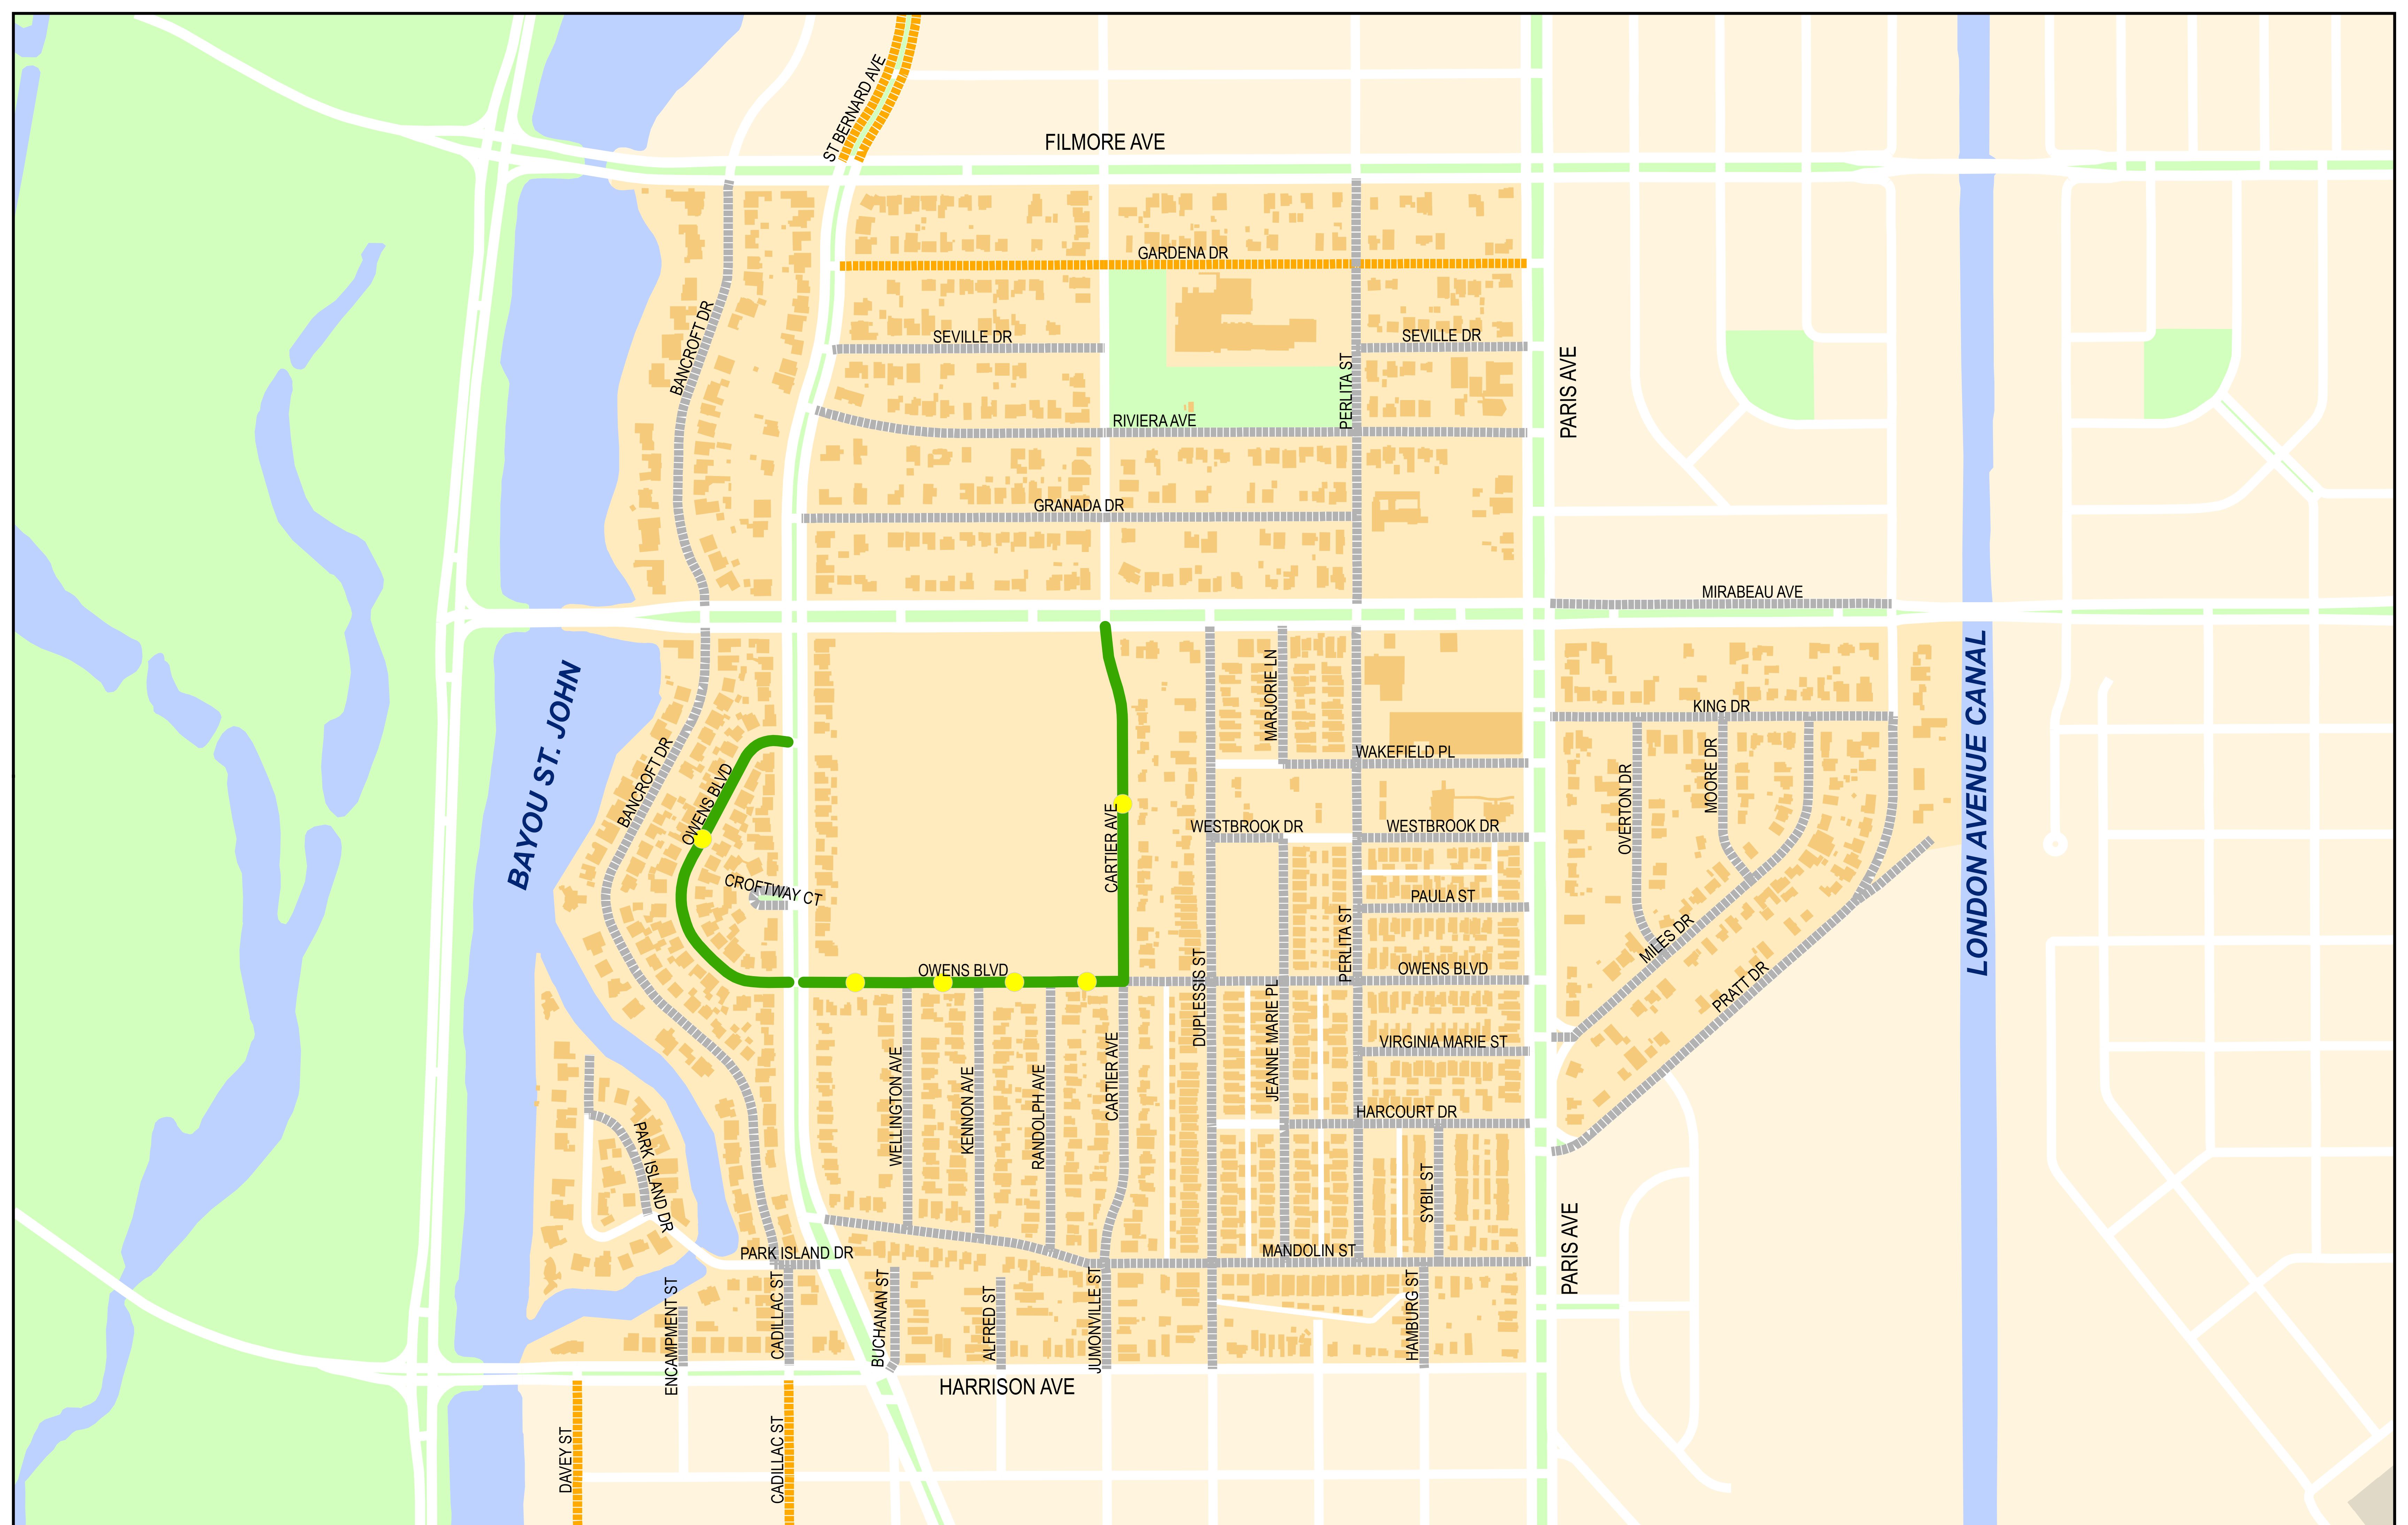 ST BERNARD AVE
FILMORE AVE
GARDENA DR
BANCROFT DR
SEVILLE DR
SEVILLE DR
PERLITA ST
PARIS AVE
RIVIERA AVE
GRANADA DR
MIRABEAU AVE
BAYOU ST. JOHN
MARJORIE LN
LONDON AVENUE CANAL
KING DR
BANCROFT DR
OWENS BLVD
WAKEFIELD PL
OVERTON DR
MOORE DR
CARTIER AVE
WESTBROOK DR
WESTBROOK DR
CROFTWAY CT
PAULA ST
PERLITA ST
MILES DR
OWENS BLVD
OWENS BLVD
DUPLESSIS ST
PRATT DR
JEANNE MARIE PL
VIRGINIA MARIE ST
WELLINGTON AVE
KENNON AVE
RANDOLPH AVE
CARTIER AVE
HARCOURT DR
PARK ISLAND DR
SYBIL ST
PARIS AVE
PARK ISLAND DR
MANDOLIN ST
ENCAMPMENT ST
CADILLAC ST
BUCHANAN ST
ALFRED ST
JUMONVILLE ST
HAMBURG ST
HARRISON AVE
DAVEY ST
CADILLAC ST